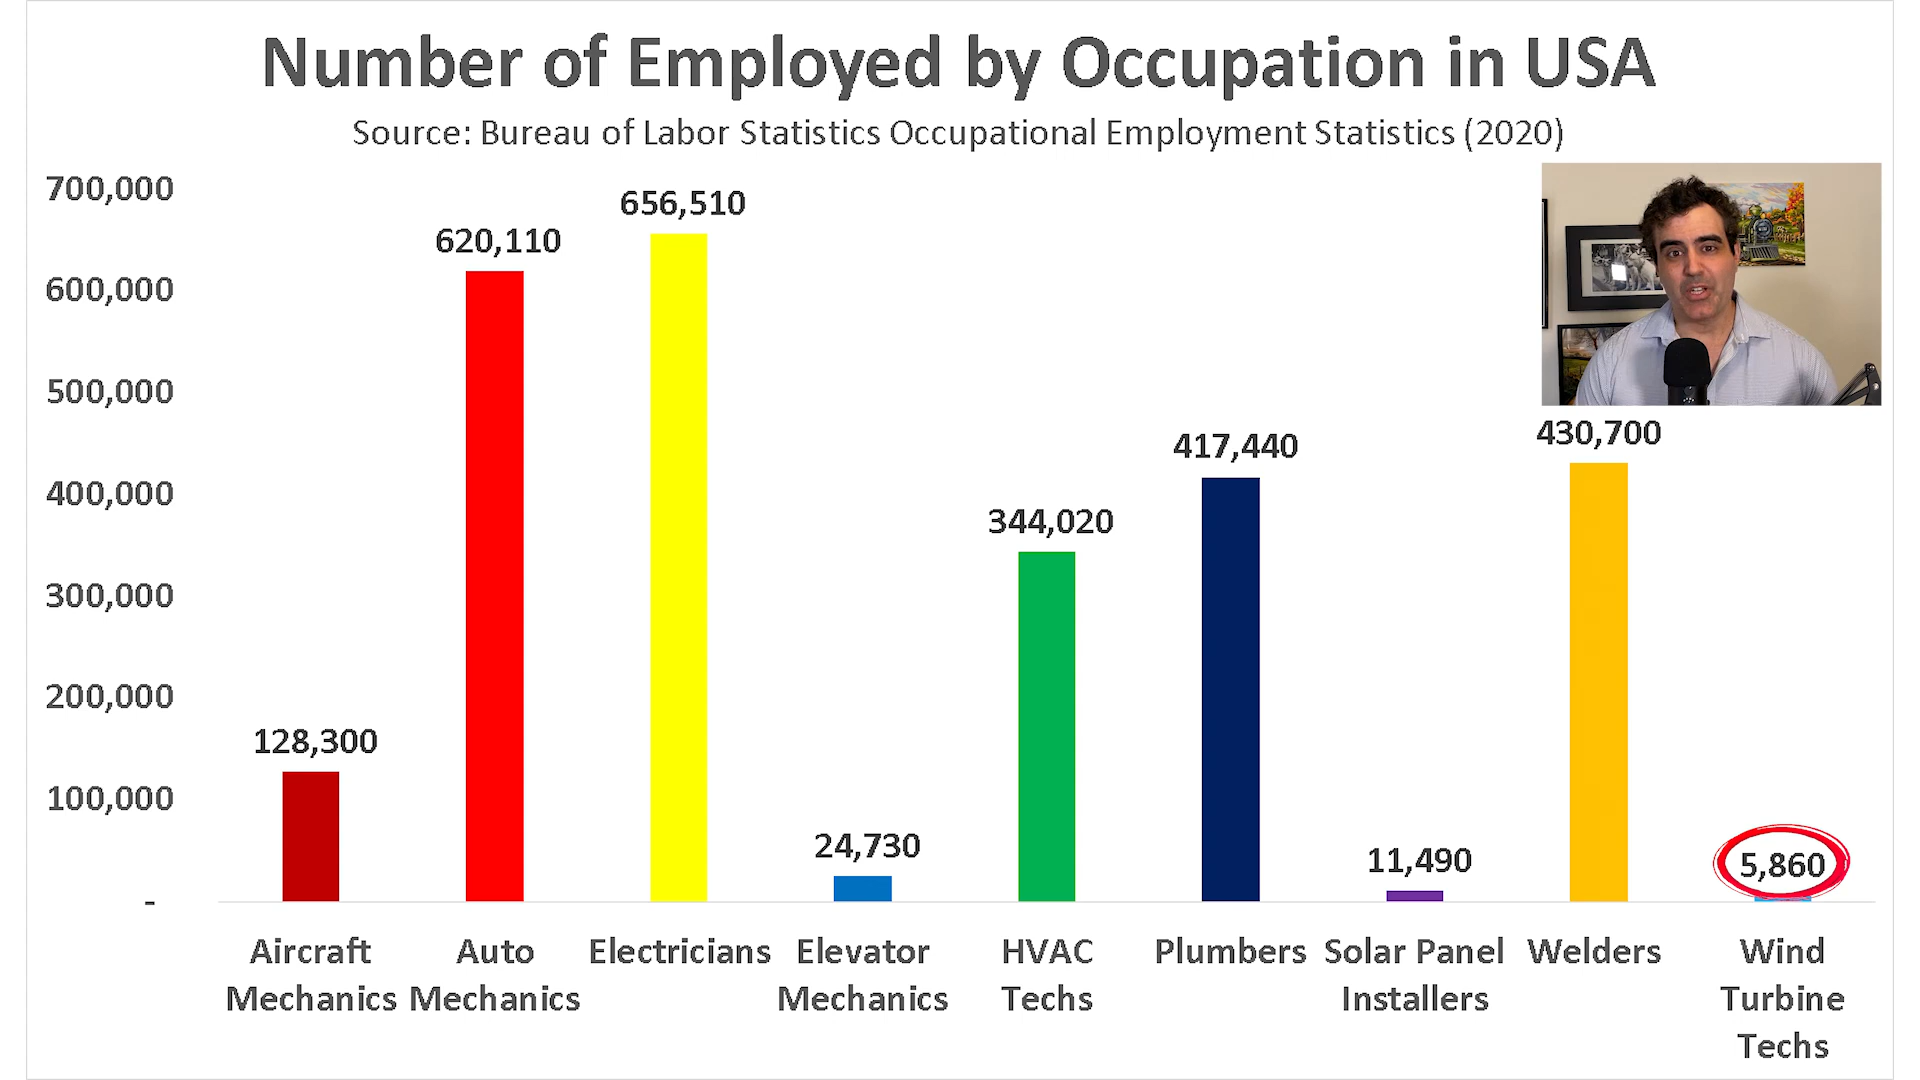 Number of Employed by Occupation in USA
Source: Bureau of Labor Statistics Occupational Employment Statistics (2020)
700,000
600,000
500,000
400,000
300,000
200,000
100,000
-
128,300
620,110
656,510
24,730
344,020
417,440
11,490
430,700
5,860
Aircraft
Mechanics
Auto
Mechanics
Electricians
Elevator
Mechanics
HVAC
Techs
Plumbers
Solar Panel
Installers
Welders
Wind
Turbine
Techs